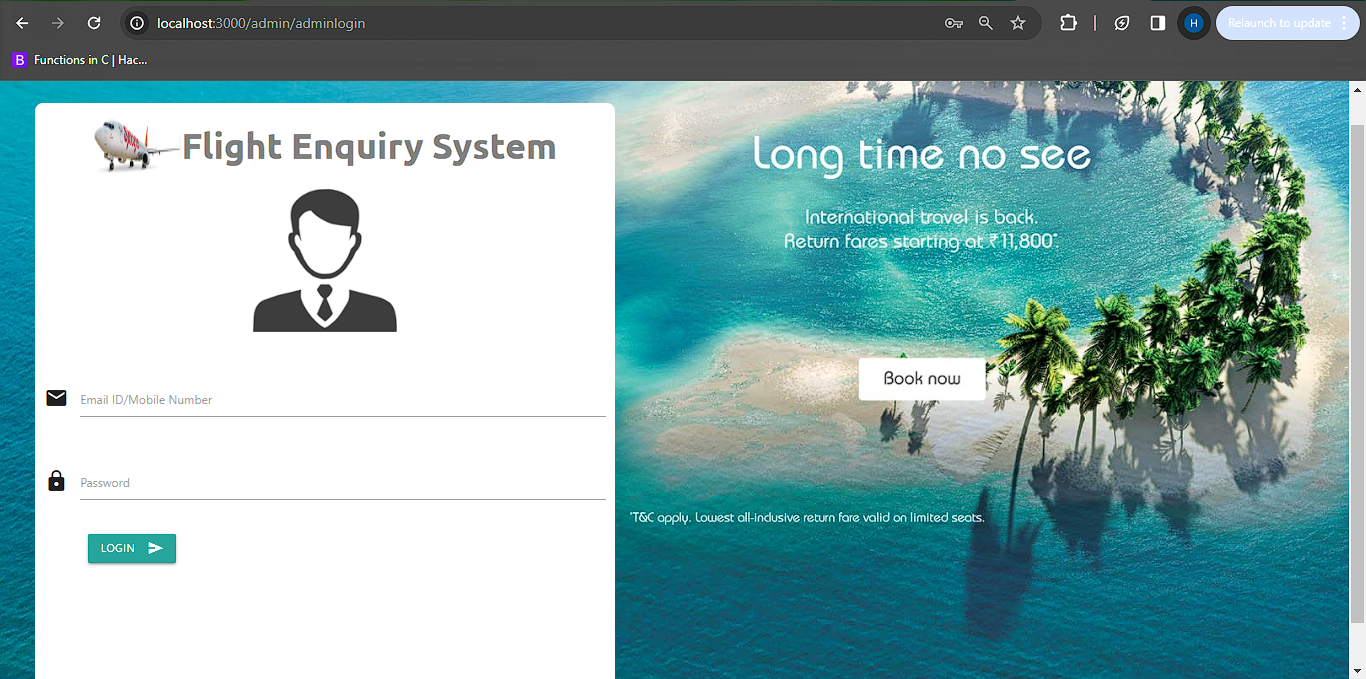 localhost:3000/admin/adminlogin
H
Relaunch to update
B
Functions in C | Hac...
Flight Enquiry System
Email ID/Mobile Number
Password
LOGIN
Long time no see
International travel is back.
Return fares starting at ₹11,800*.
Book now
*T&C apply. Lowest all-inclusive return fare valid on limited seats.